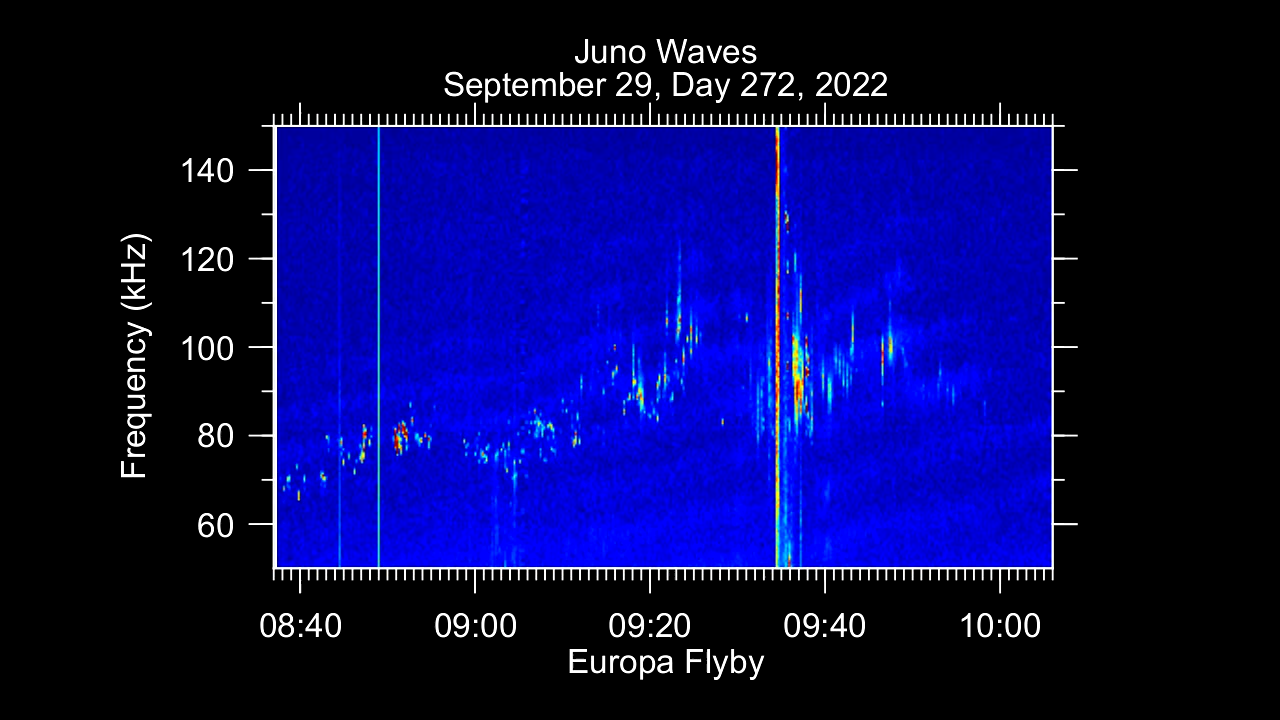 Juno Waves
September 29, Day 272, 2022
140
120
100
80
60
Frequency (kHz)
08:40 09:00 09:20 09:40 10:00
Europa Flyby